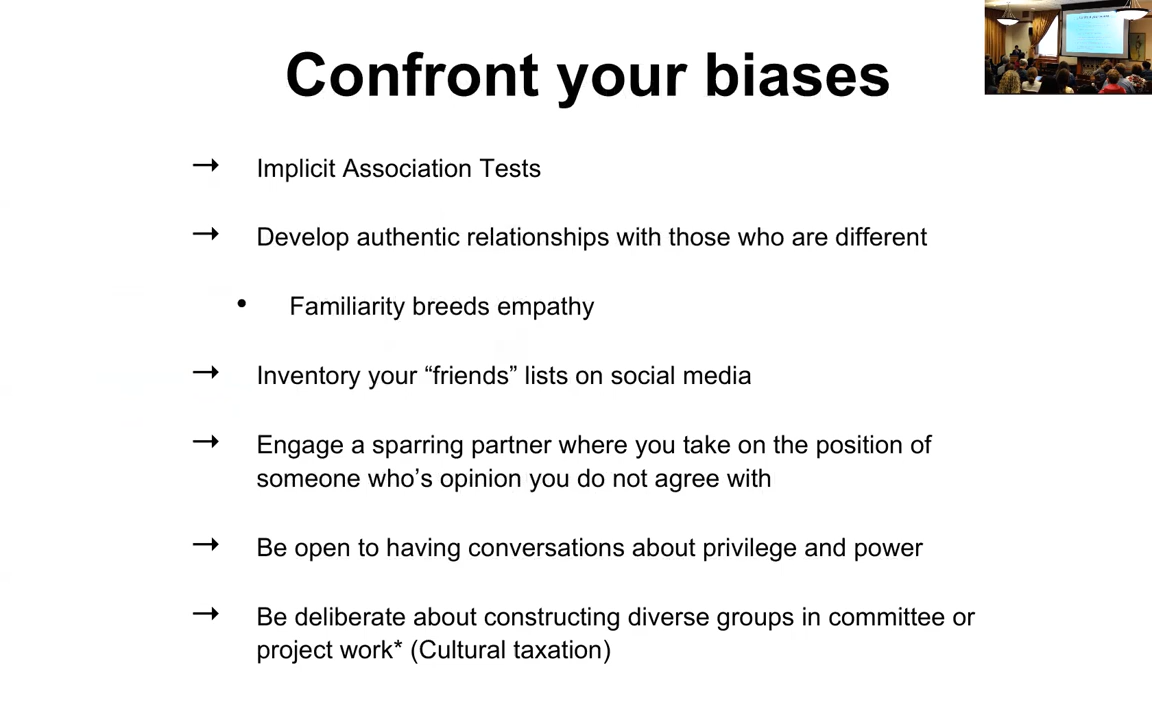 Confront your biases
→ Implicit Association Tests
→ Develop authentic relationships with those who are different
• Familiarity breeds empathy
→ Inventory your “friends” lists on social media
→ Engage a sparring partner where you take on the position of
someone who’s opinion you do not agree with
→ Be open to having conversations about privilege and power
→ Be deliberate about constructing diverse groups in committee or
project work* (Cultural taxation)